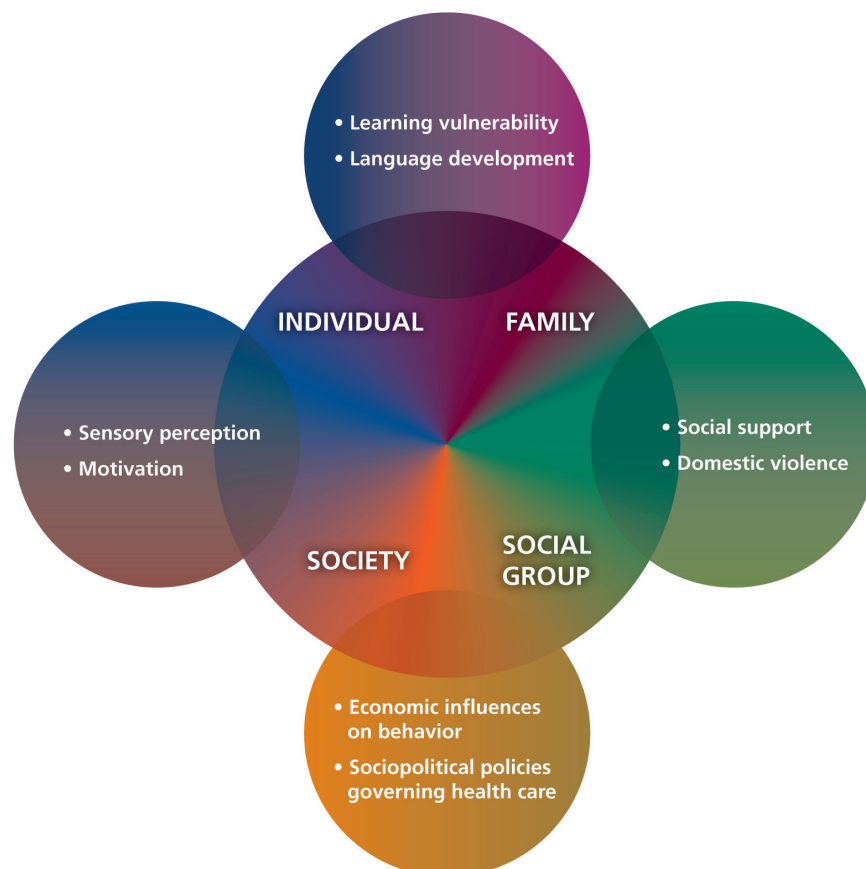 • Learning vulnerability
• Language development
INDIVIDUAL
FAMILY
• Sensory perception
• Motivation
• Social support
• Domestic violence
SOCIETY
SOCIAL
GROUP
• Economic influences
on behavior
• Sociopolitical policies
governing health care